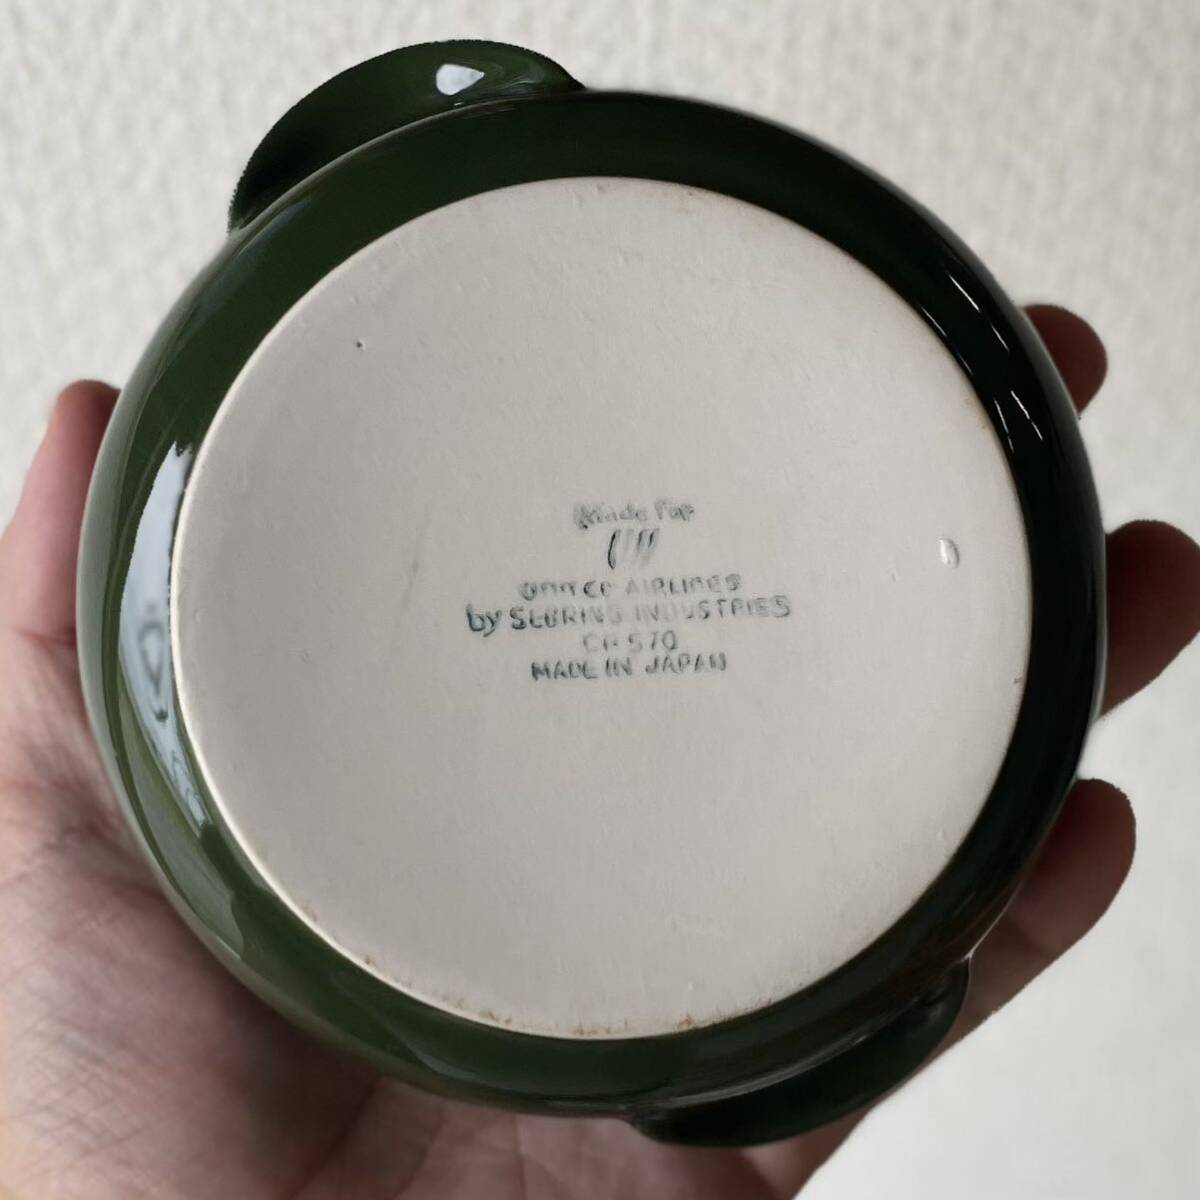 Made for
UNITED AIRLINES
by SEBRING INDUSTRIES
570
MADE IN JAPAN